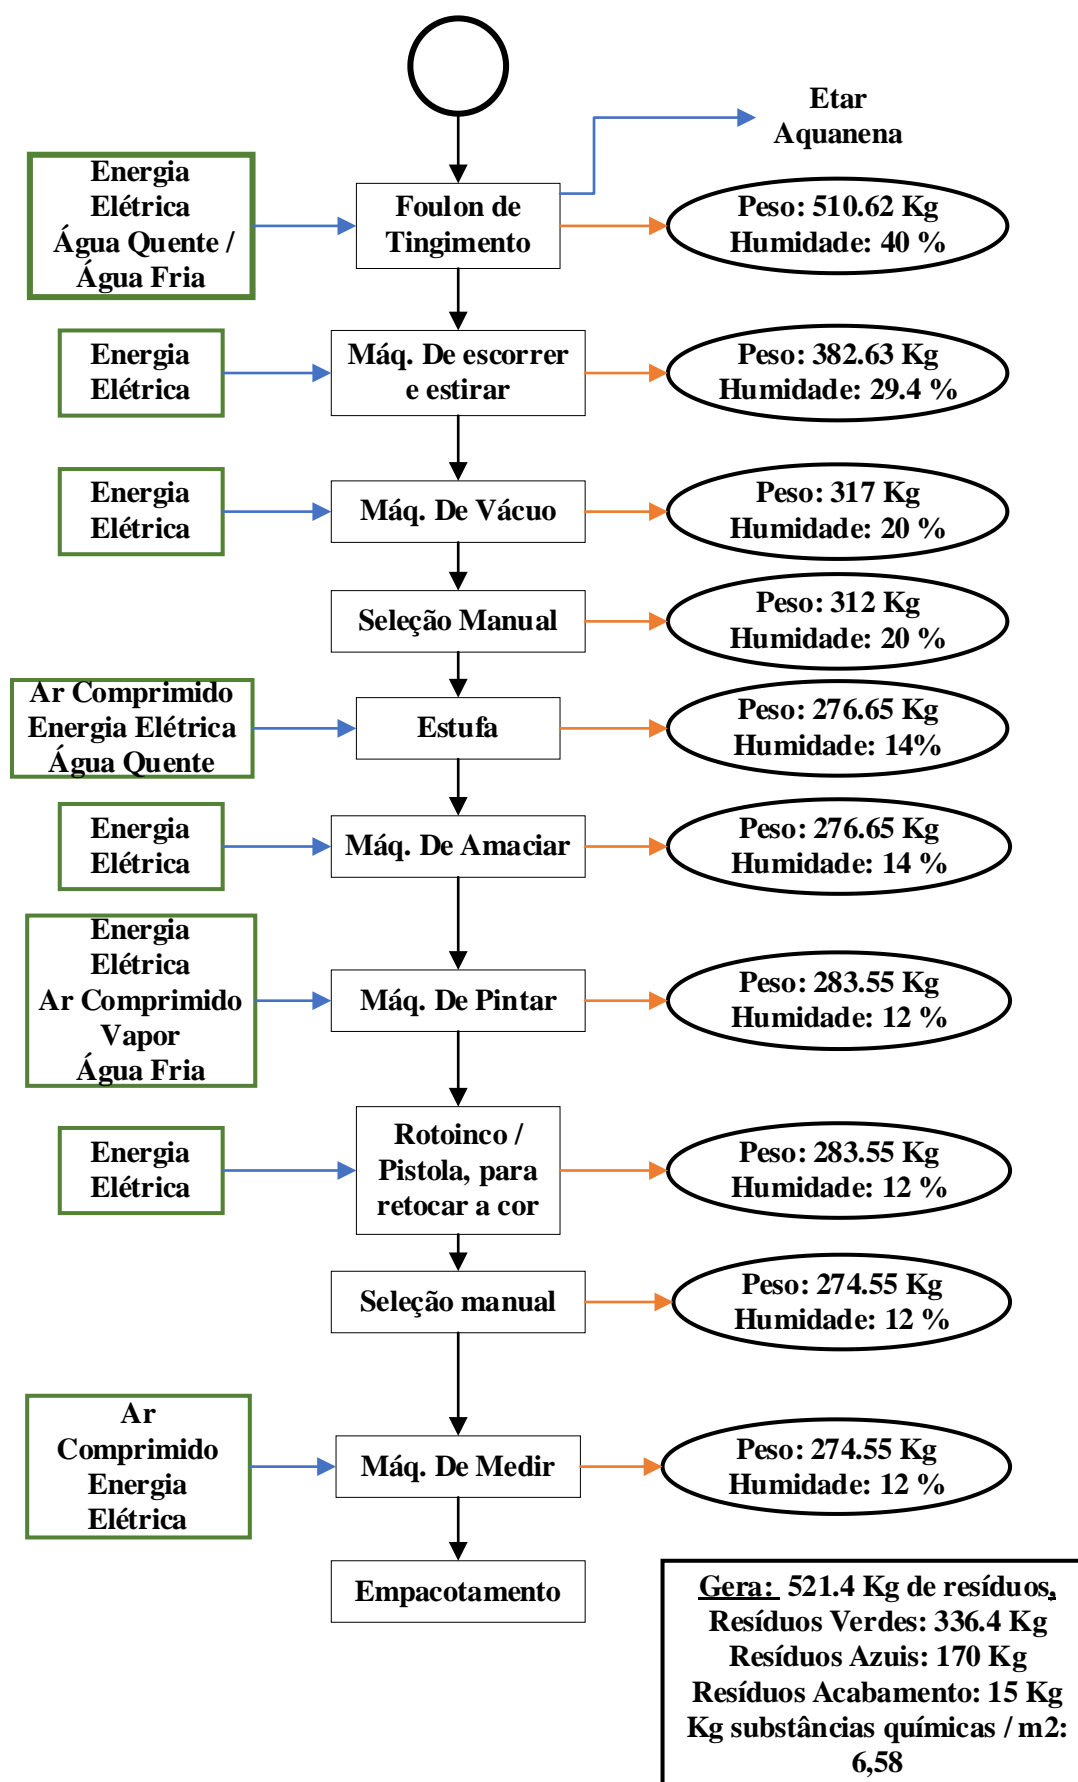 Etar
Aquanena
Energia
Elétrica
Água Quente /
Água Fria
Foulon de
Tingimento
Peso: 510.62 Kg
Humidade: 40 %
Energia
Elétrica
Máq. De escorrer
e estirar
Peso: 382.63 Kg
Humidade: 29.4 %
Energia
Elétrica
Máq. De Vácuo
Peso: 317 Kg
Humidade: 20 %
Seleção Manual
Peso: 312 Kg
Humidade: 20 %
Ar Comprimido
Energia Elétrica
Água Quente
Estufa
Peso: 276.65 Kg
Humidade: 14%
Energia
Elétrica
Máq. De Amaciar
Peso: 276.65 Kg
Humidade: 14 %
Energia
Elétrica
Ar Comprimido
Vapor
Água Fria
Máq. De Pintar
Peso: 283.55 Kg
Humidade: 12 %
Energia
Elétrica
Rotoinco /
Pistola, para
retocar a cor
Peso: 283.55 Kg
Humidade: 12 %
Seleção manual
Peso: 274.55 Kg
Humidade: 12 %
Ar
Comprimido
Energia
Elétrica
Máq. De Medir
Peso: 274.55 Kg
Humidade: 12 %
Empacotamento
Gera: 521.4 Kg de resíduos,
Resíduos Verdes: 336.4 Kg
Resíduos Azuis: 170 Kg
Resíduos Acabamento: 15 Kg
Kg substâncias químicas / m2:
6,58